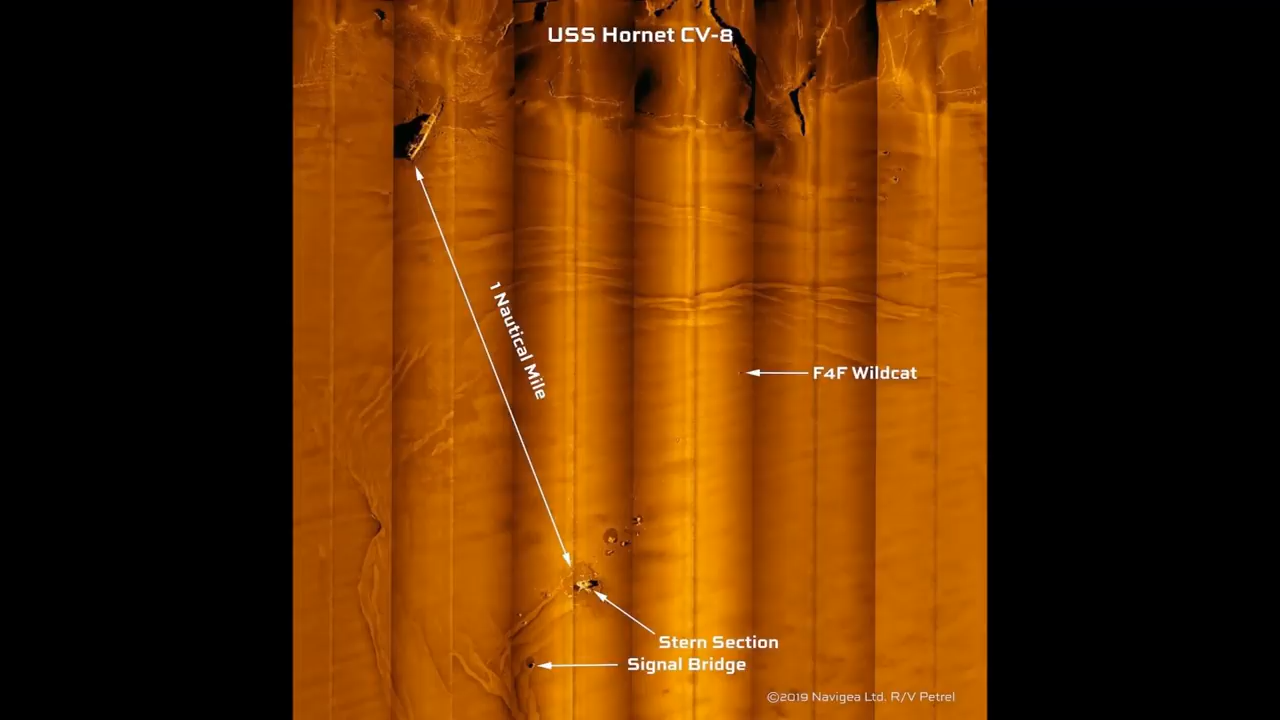 USS Hornet CV-8
1 Nautical Mile
F4F Wildcat
Stern Section
Signal Bridge
©2019 Navigea Ltd. R/V Petrel